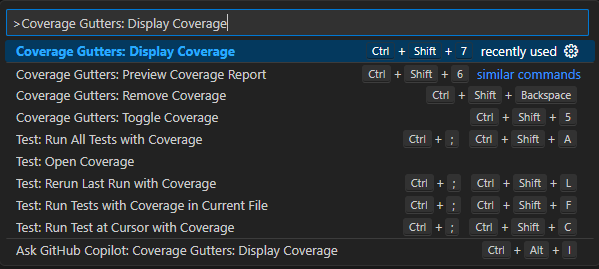 >Coverage Gutters: Display Coverage
Coverage Gutters: Display Coverage Ctrl + Shift + 7 recently used
Coverage Gutters: Preview Coverage Report Ctrl + Shift + 6 similar commands
Coverage Gutters: Remove Coverage Ctrl + Shift + Backspace
Coverage Gutters: Toggle Coverage Ctrl + Shift + 5
Test: Run All Tests with Coverage Ctrl + ; Ctrl + Shift + A
Test: Open Coverage
Test: Rerun Last Run with Coverage Ctrl + ; Ctrl + Shift + L
Test: Run Tests with Coverage in Current File Ctrl + ; Ctrl + Shift + F
Test: Run Test at Cursor with Coverage Ctrl + ; Ctrl + Shift + C
Ask GitHub Copilot: Coverage Gutters: Display Coverage Ctrl + Alt + I